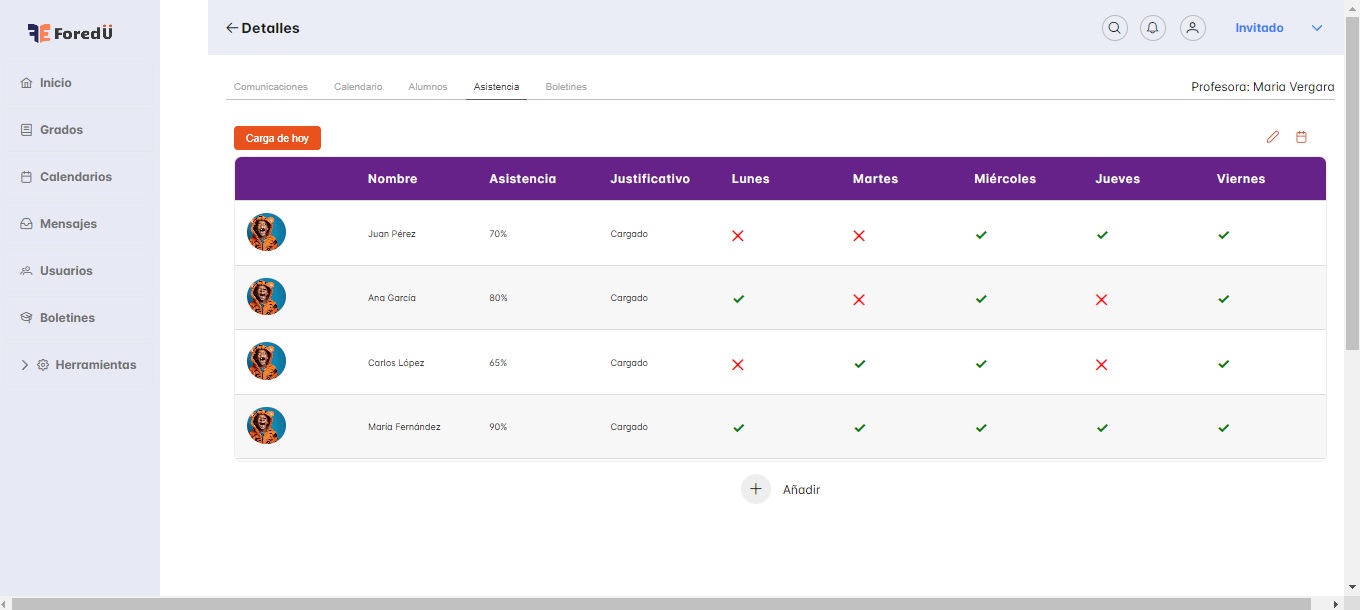 ForedÜ
Inicio
Grados
Calendarios
Mensajes
Usuarios
Boletines
Herramientas
Detalles
Invitado
Comunicaciones Calendario Alumnos Asistencia Boletines
Profesora: Maria Vergara
Carga de hoy
Nombre Asistencia Justificativo Lunes Martes Miércoles Jueves Viernes
Juan Pérez 70% Cargado
Ana García 80% Cargado
Carlos López 65% Cargado
María Fernández 90% Cargado
Añadir